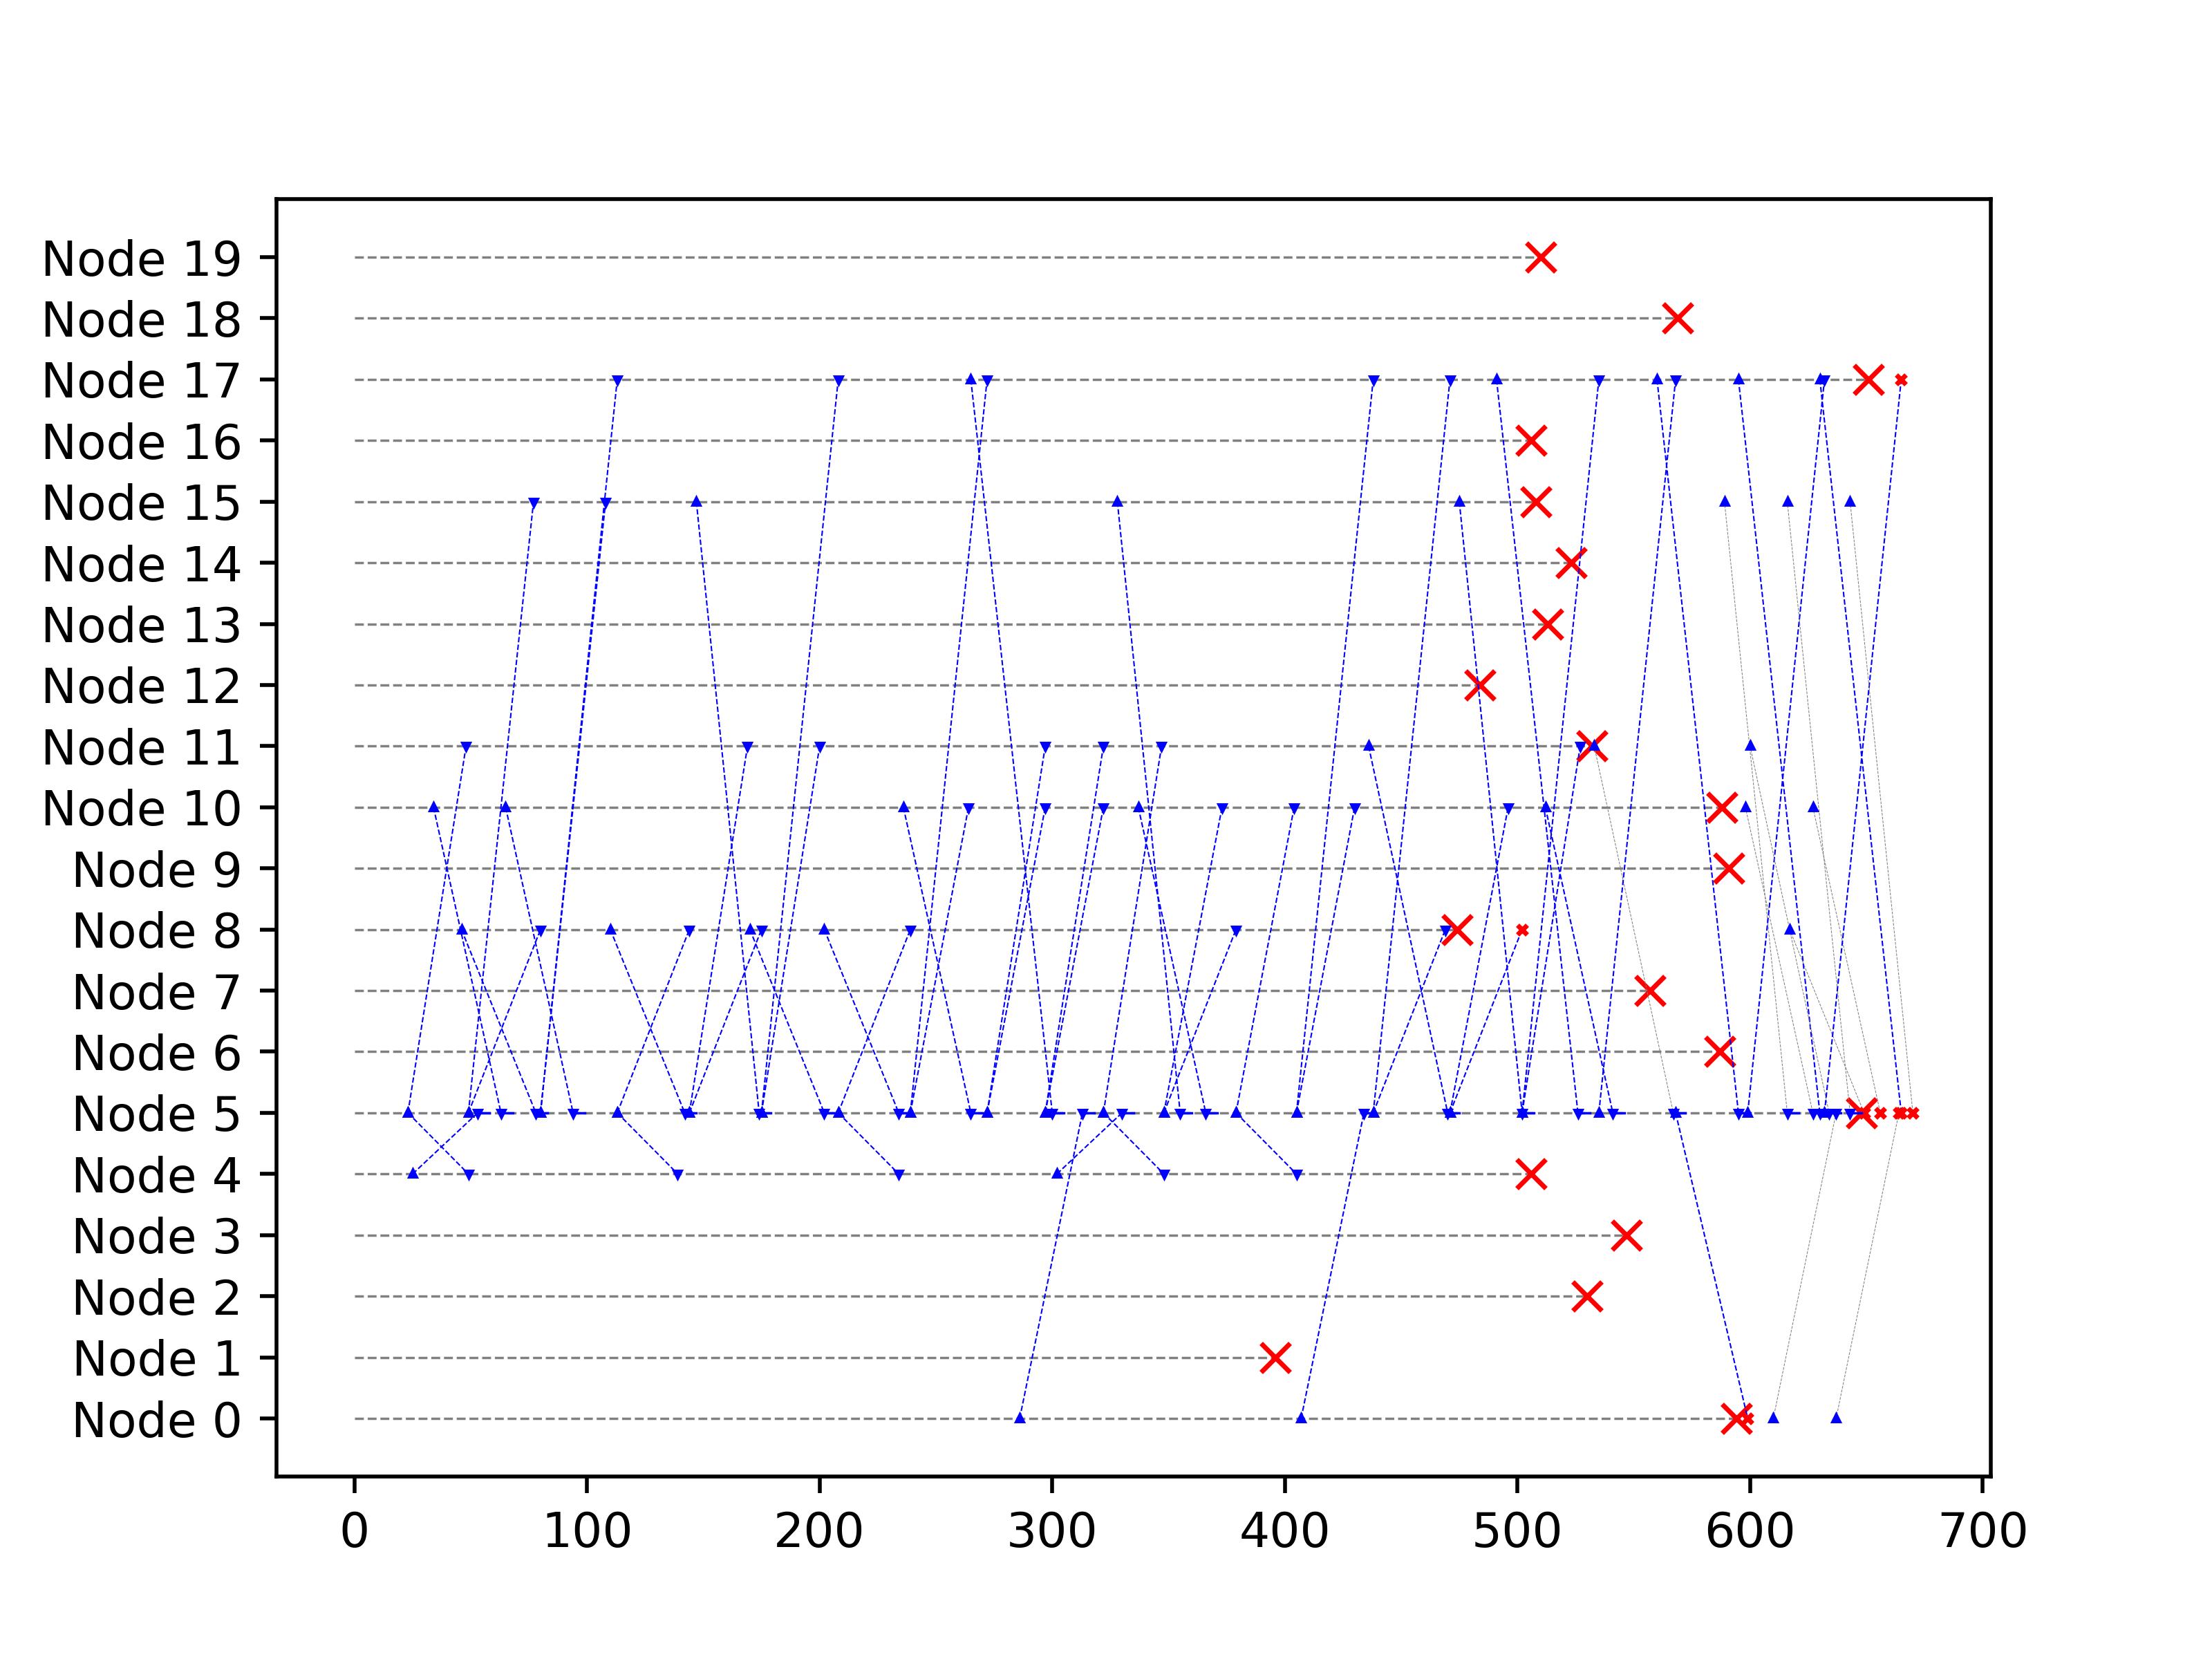 Node 19
Node 18
Node 17
Node 16
Node 15
Node 14
Node 13
Node 12
Node 11
Node 10
Node 9
Node 8
Node 7
Node 6
Node 5
Node 4
Node 3
Node 2
Node 1
Node 0
0 100 200 300 400 500 600 700